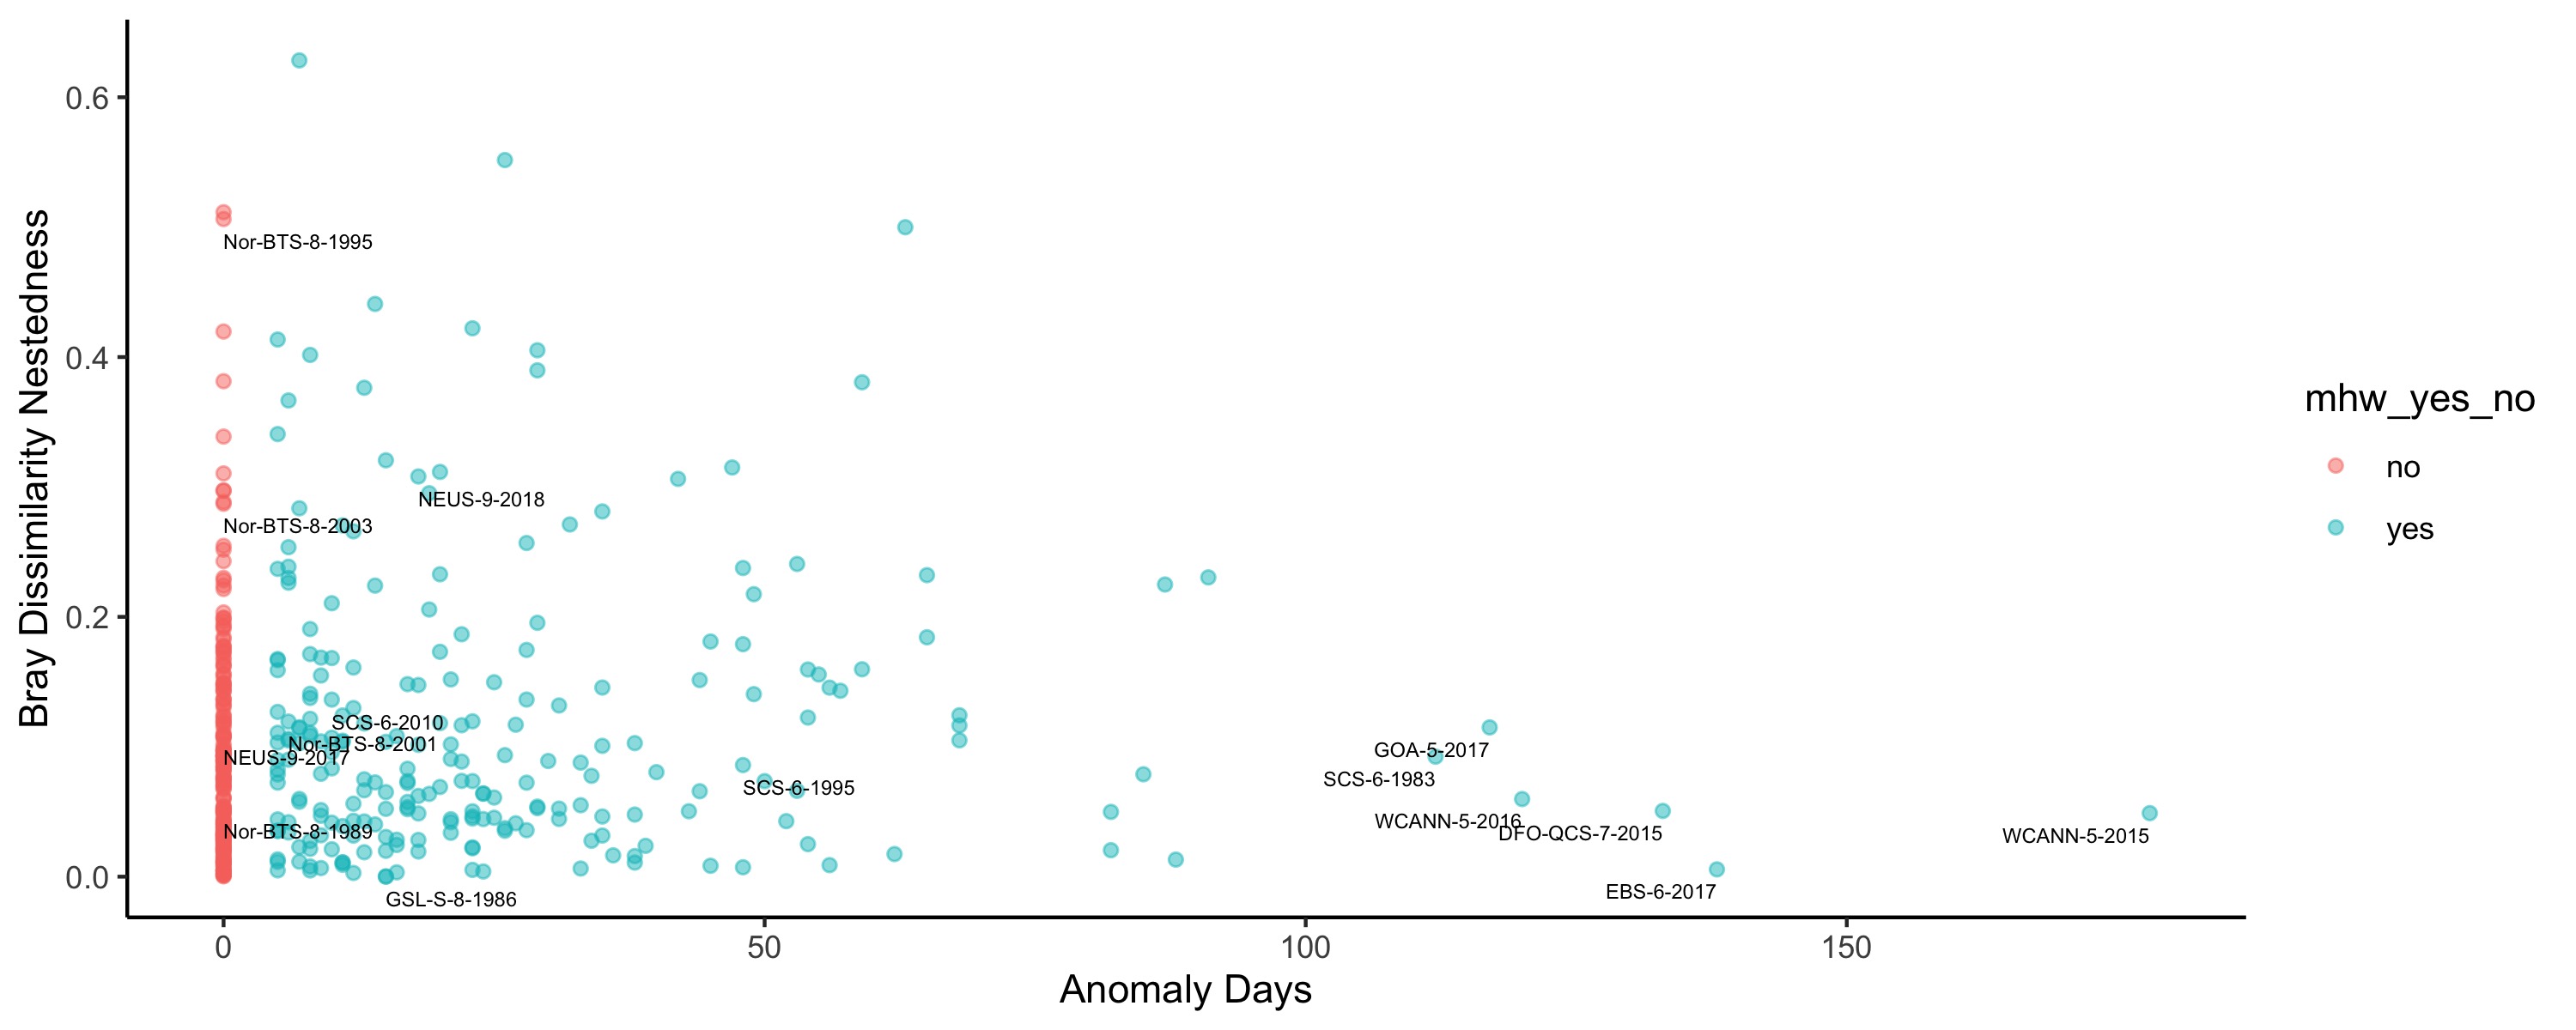 0.6
0.4
0.2
0.0
Bray Dissimilarity Nestedness
Nor-BTS-8-1995
NEUS-9-2018
Nor-BTS-8-2003
SCS-6-2010
Nor-BTS-8-2001
NEUS-9-2017
GOA-5-2017
SCS-6-1983
SCS-6-1995
WCANN-5-2016
DFO-QCS-7-2015
Nor-BTS-8-1989
WCANN-5-2015
EBS-6-2017
GSL-S-8-1986
0
50
100
150
Anomaly Days
mhw_yes_no
no
yes